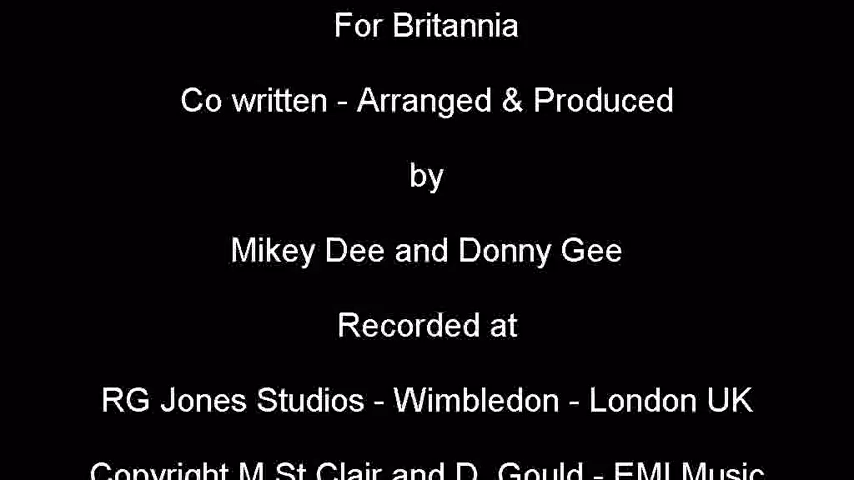 For Britannia
Co written - Arranged & Produced
by
Mikey Dee and Donny Gee
Recorded at
RG Jones Studios - Wimbledon - London UK
Copyright M St Clair and D. Gould - EMI Music